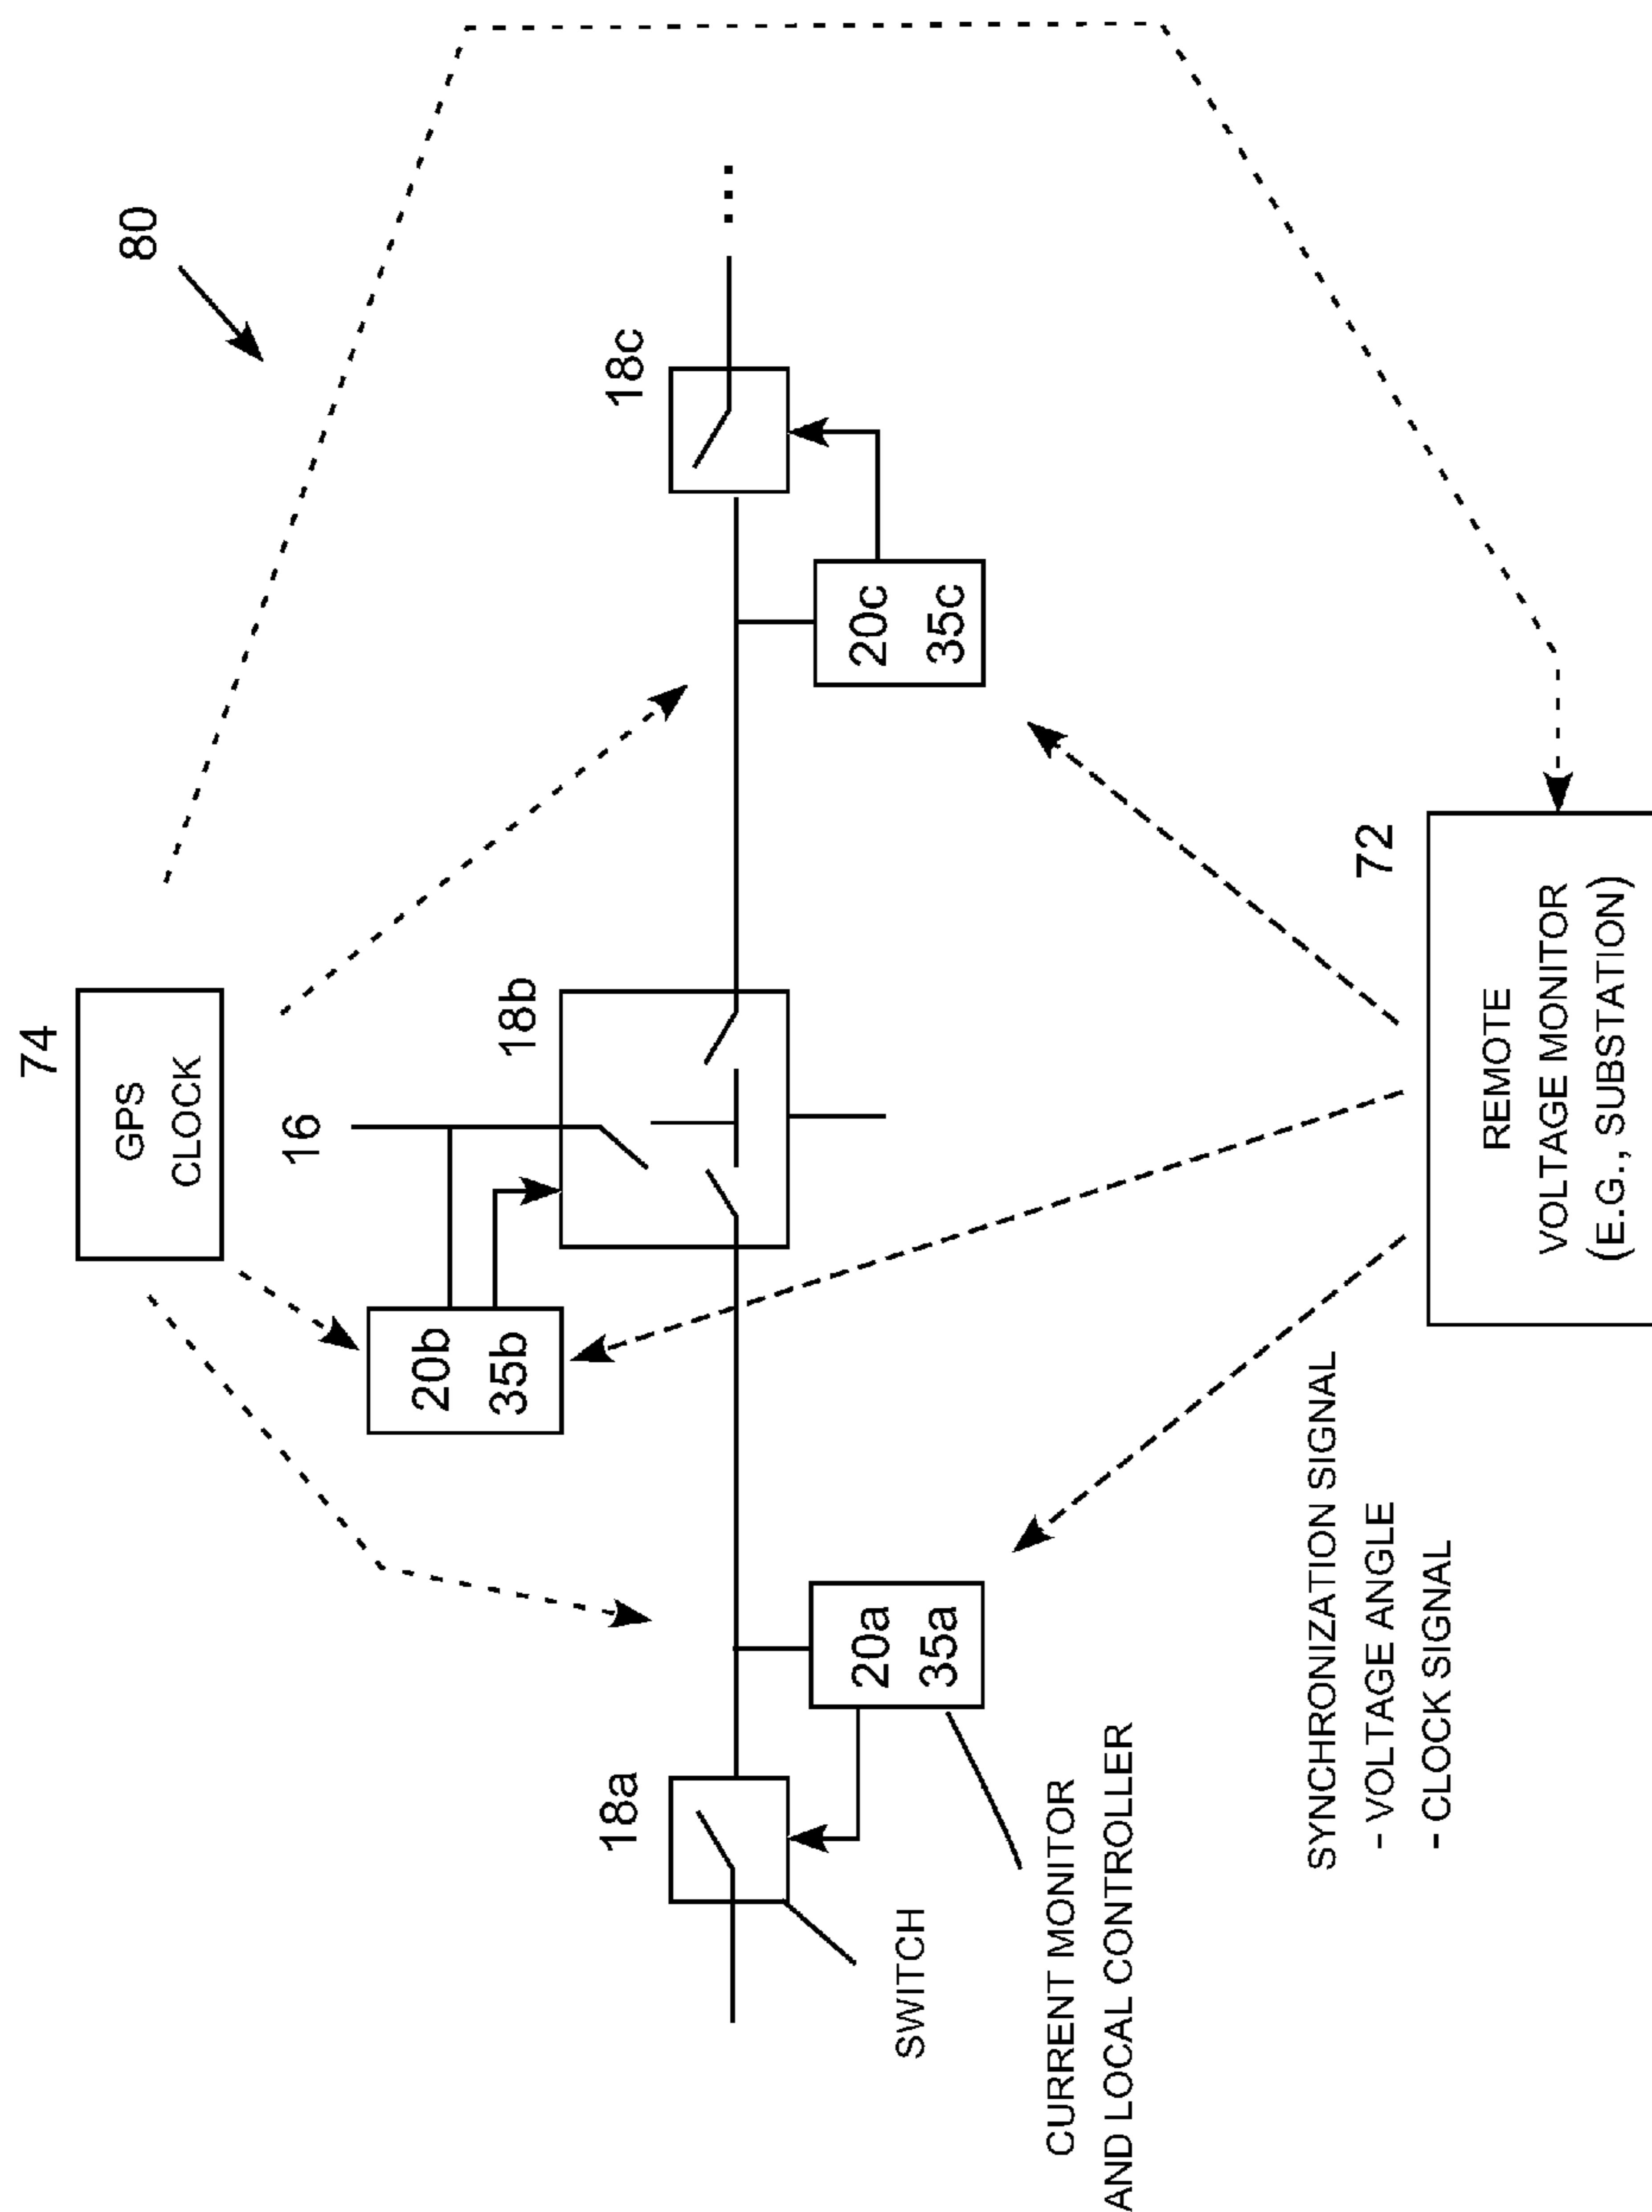 80
74
GPS
CLOCK
16
18b
18c
20b
35b
20c
35c
18a
20a
35a
SWITCH
CURRENT MONITOR
AND LOCAL CONTROLLER
72
REMOTE
VOLTAGE MONITOR
(E.G., SUBSTATION)
SYNCHRONIZATION SIGNAL
- VOLTAGE ANGLE
- CLOCK SIGNAL